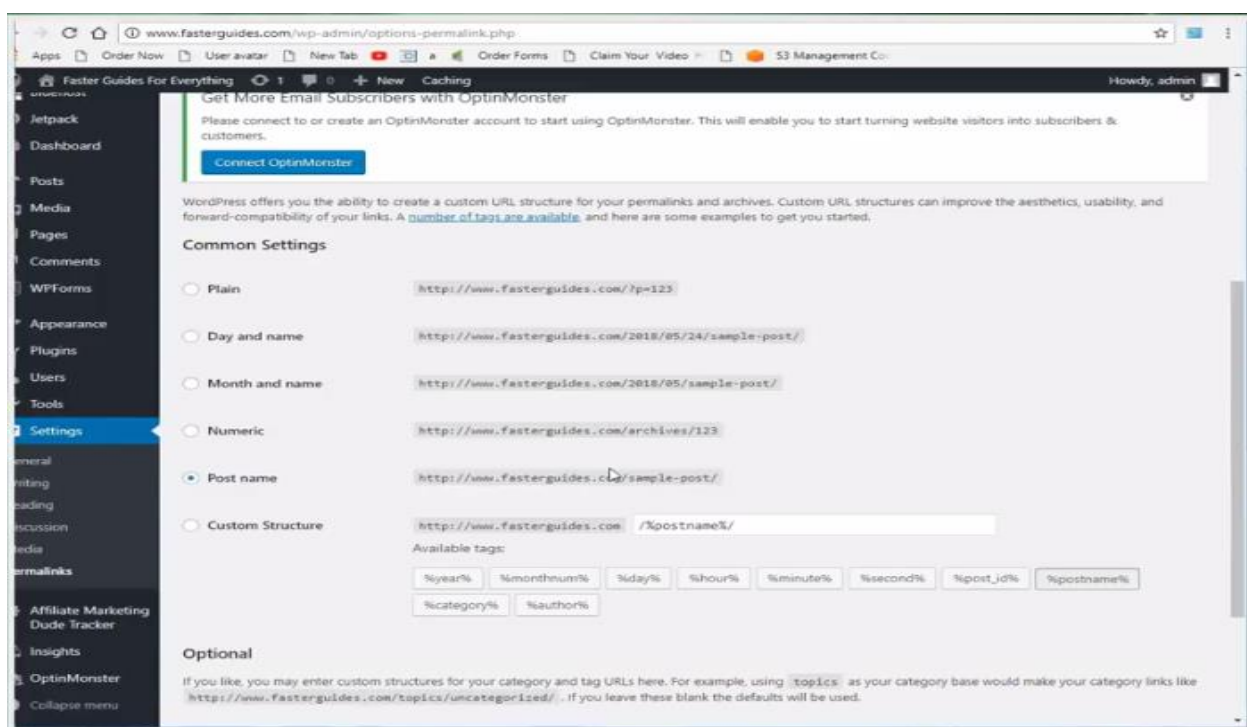 www.fasterguides.com/wp-admin/options-permalink.php
Apps Order Now User avatar New Tab a Order Forms Claim Your Video S3 Management Co
Faster Guides For Everything 1 0 + New Caching Howdy, admin
Get More Email Subscribers with OptinMonster
Jetpack
Please connect to or create an OptinMonster account to start using OptinMonster. This will enable you to start turning website visitors into subscribers &
customers.
Dashboard
Connect OptinMonster
Posts
Media
WordPress offers you the ability to create a custom URL structure for your permalinks and archives. Custom URL structures can improve the aesthetics, usability, and
forward-compatibility of your links. A number of tags are available, and here are some examples to get you started.
Pages
Common Settings
Comments
WPForms
Plain http://www.fasterguides.com/?p=123
Appearance
Day and name http://www.fasterguides.com/2018/05/24/sample-post/
Plugins
Users
Month and name http://www.fasterguides.com/2018/05/sample-post/
Tools
Settings
Numeric http://www.fasterguides.com/archives/123
eneral
riting
Post name http://www.fasterguides.com/sample-post/
eading
iscussion
Custom Structure http://www.fasterguides.com /%postname%/
edia
Available tags:
ermalinks
%year% %monthnum% %day% %hour% %minute% %second% %post_id% %postname%
%category% %author%
Affiliate Marketing
Dude Tracker
Insights
Optional
OptinMonster
If you like, you may enter custom structures for your category and tag URLs here. For example, using topics as your category base would make your category links like
http://www.fasterguides.com/topics/uncategorized/ . If you leave these blank the defaults will be used.
Collapse menu